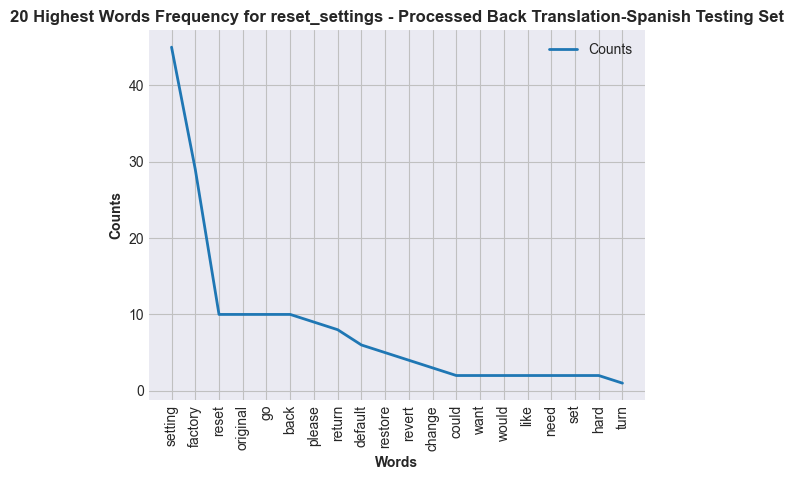 20 Highest Words Frequency for reset_settings - Processed Back Translation-Spanish Testing Set
Counts
40
30
20
10
0
Counts
setting
factory
reset
original
go
back
please
return
default
restore
revert
change
could
want
would
like
need
set
hard
turn
Words